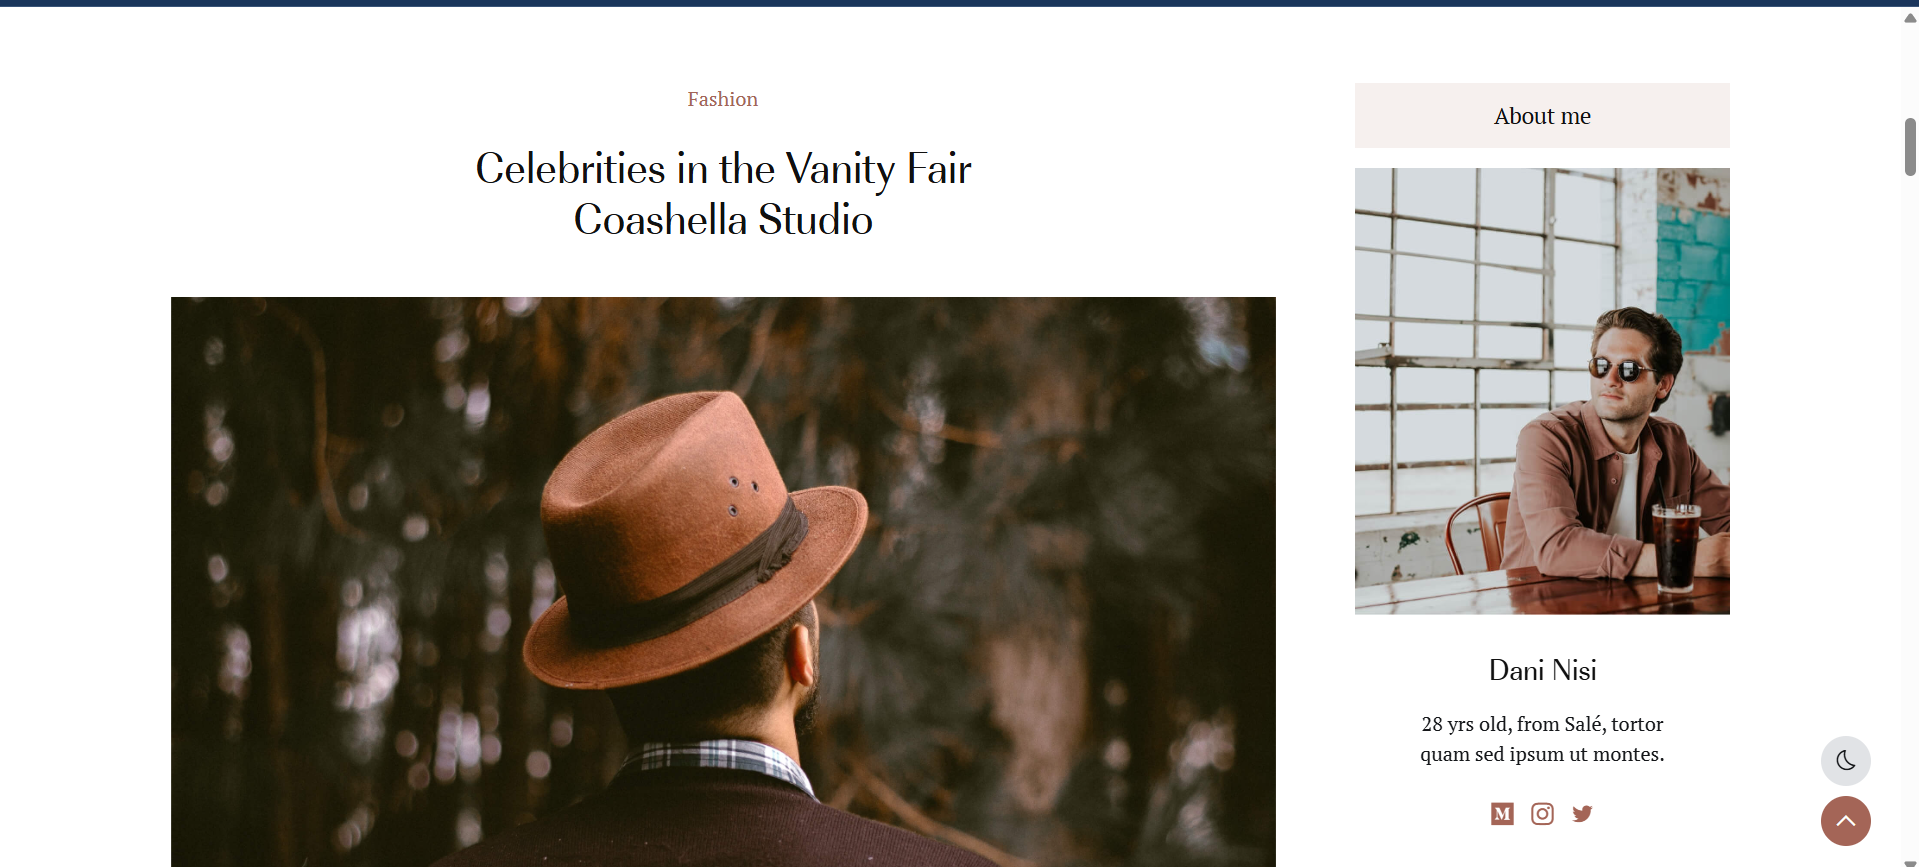 Fashion
Celebrities in the Vanity Fair
Coashella Studio
About me
Dani Nisi
28 yrs old, from Salé, tortor
quam sed ipsum ut montes.